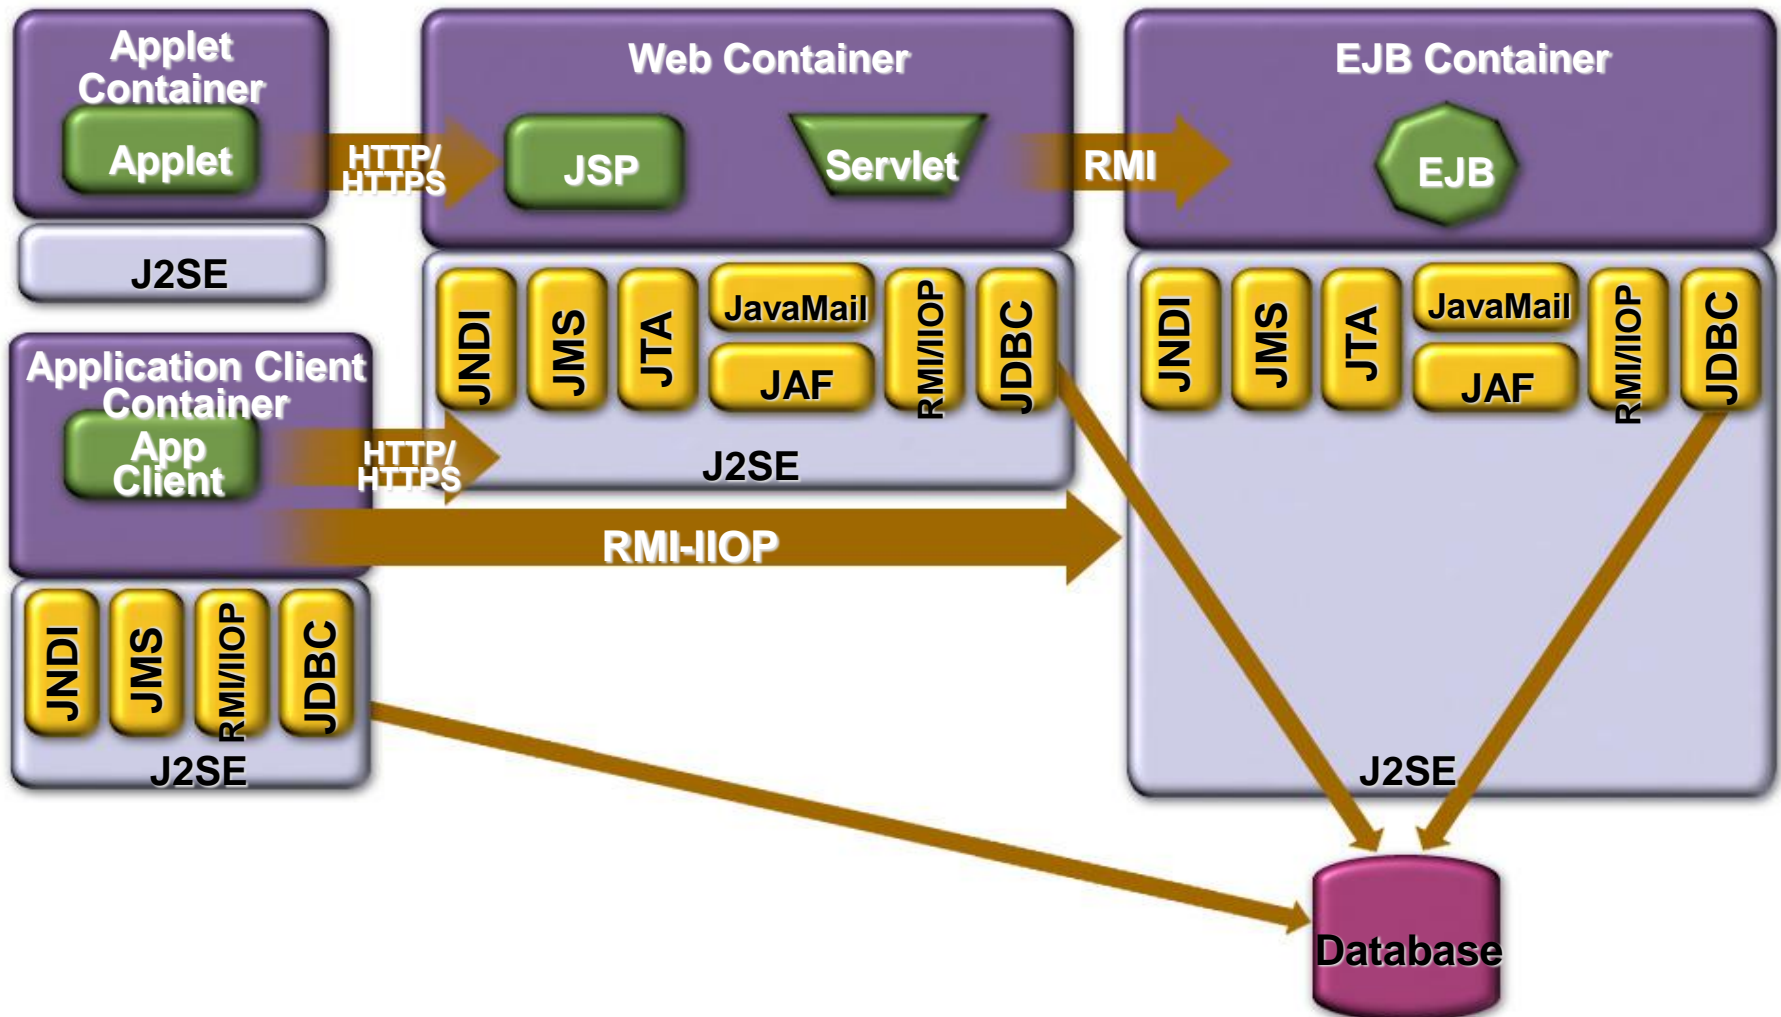 Applet
Container
Applet
J2SE
HTTP/
HTTPS
Web Container
JSP
Servlet
JNDI
JMS
JTA
JavaMail
JAF
RMI/IIOP
JDBC
J2SE
RMI
EJB Container
EJB
JNDI
JMS
JTA
JavaMail
JAF
RMI/IIOP
JDBC
J2SE
Application Client
Container
App
Client
HTTP/
HTTPS
RMI-IIOP
JNDI
JMS
RMI/IIOP
JDBC
J2SE
Database